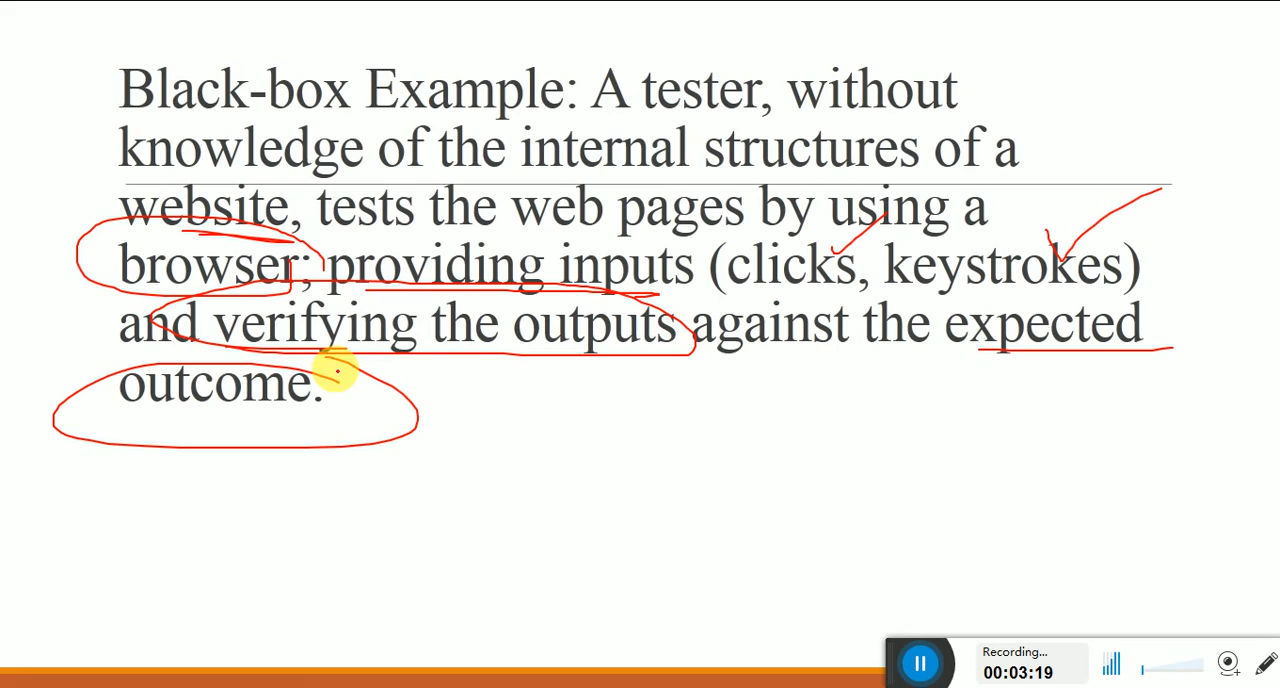 Black-box Example: A tester, without
knowledge of the internal structures of a
website, tests the web pages by using a
browser; providing inputs (clicks, keystrokes)
and verifying the outputs against the expected
outcome.
Recording...
00:03:19